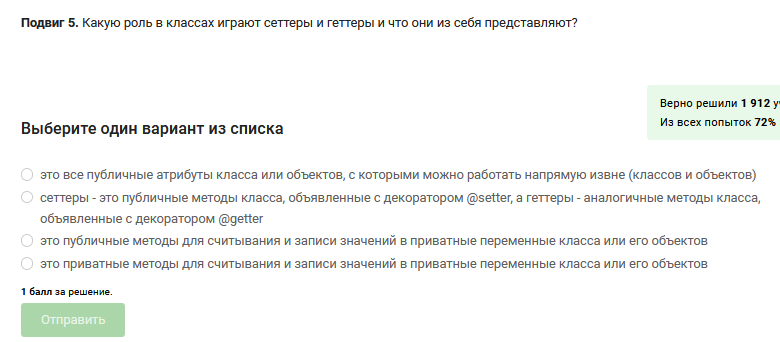 Подвиг 5. Какую роль в классах играют сеттеры и геттеры и что они из себя представляют?
Верно решили 1 912
Из всех попыток 72%
Выберите один вариант из списка
это все публичные атрибуты класса или объектов, с которыми можно работать напрямую извне (классов и объектов)
сеттеры - это публичные методы класса, объявленные с декоратором @setter, а геттеры - аналогичные методы класса,
объявленные с декоратором @getter
это публичные методы для считывания и записи значений в приватные переменные класса или его объектов
это приватные методы для считывания и записи значений в приватные переменные класса или его объектов
1 балл за решение.
Отправить